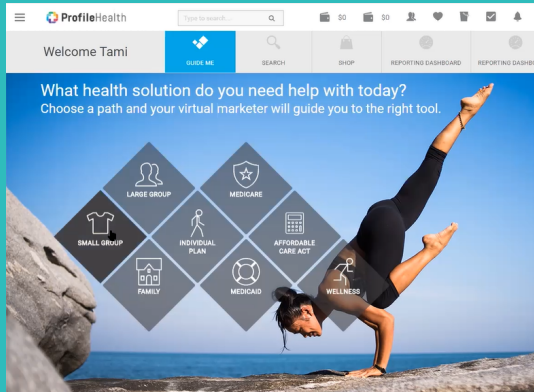 ProfileHealth
Type to search...
$0
$0
Welcome Tami
GUIDE ME
SEARCH
SHOP
REPORTING DASHBOARD
REPORTING DASHBO
What health solution do you need help with today?
Choose a path and your virtual marketer will guide you to the right tool.
LARGE GROUP
MEDICARE
SMALL GROUP
INDIVIDUAL
PLAN
AFFORDABLE
CARE ACT
FAMILY
MEDICAID
WELLNESS